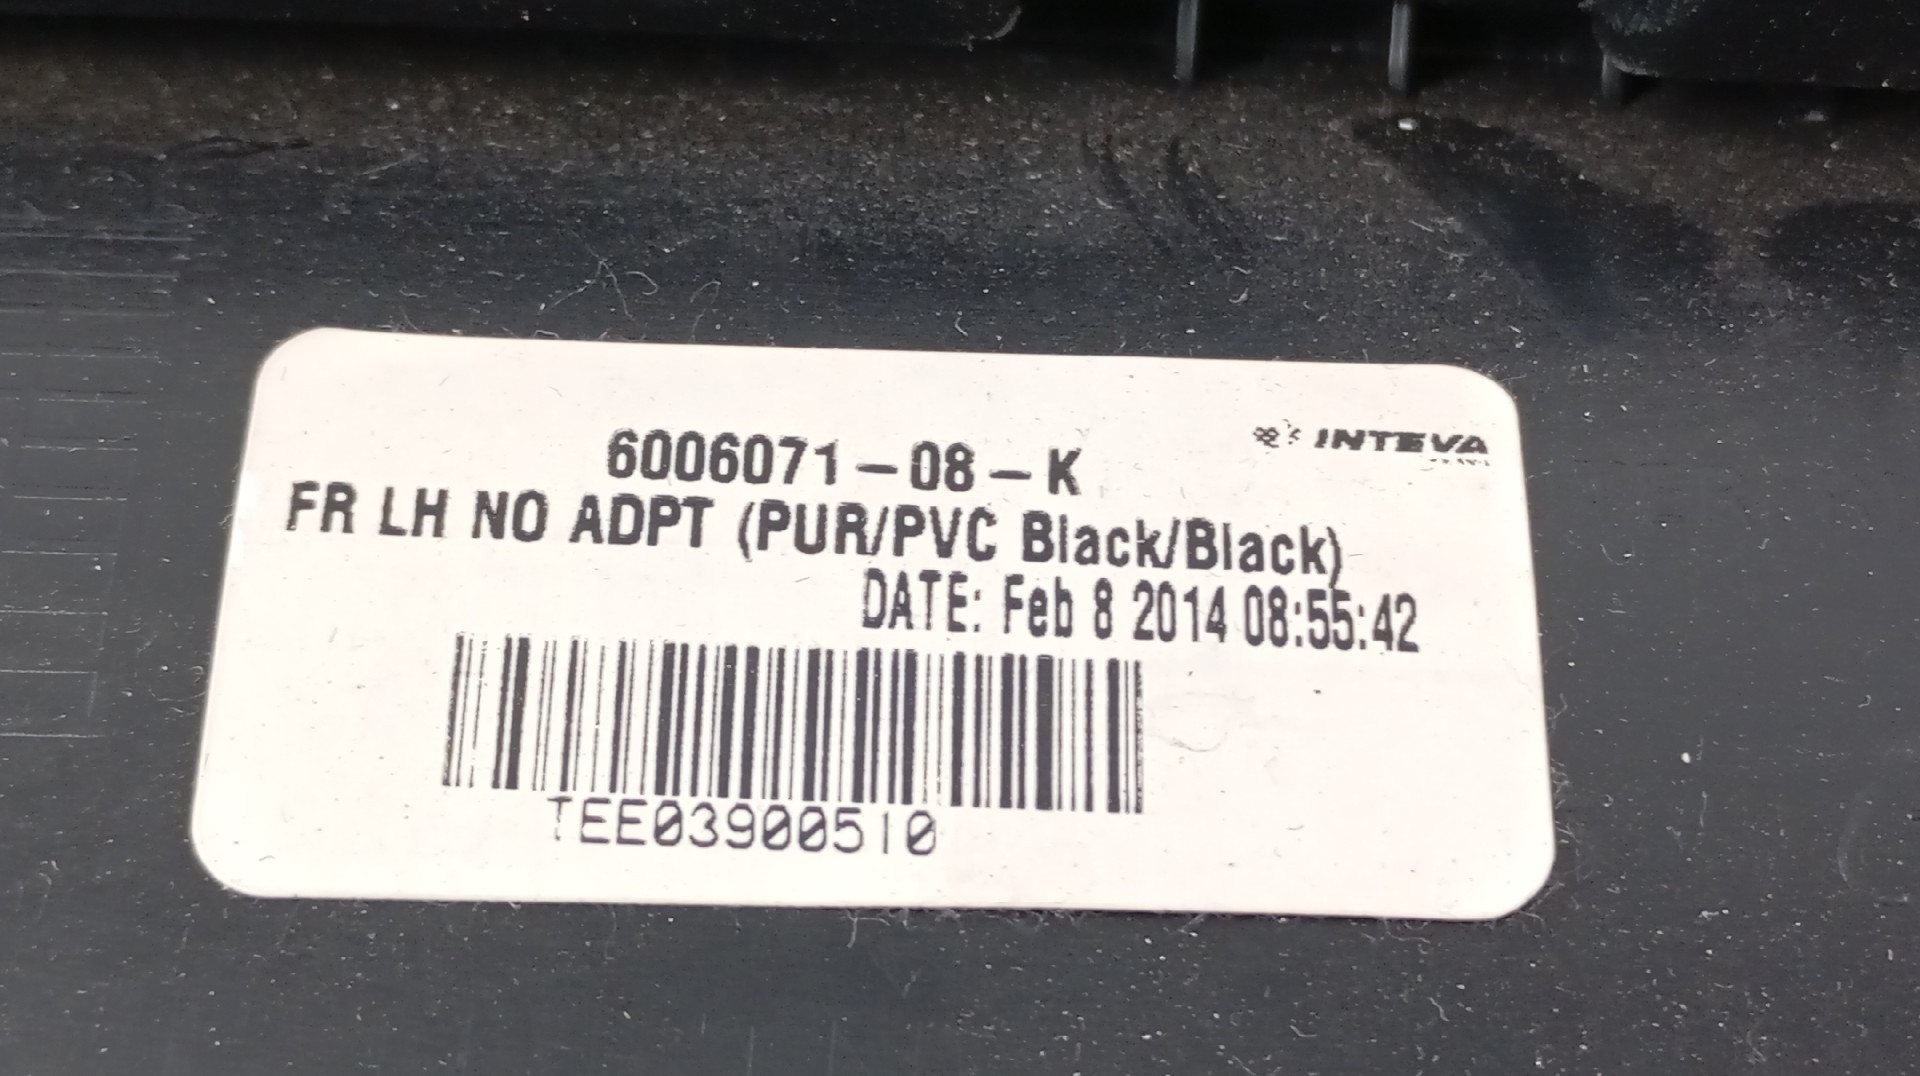 INTEVA
6006071-08-K
FR LH NO ADPT (PUR/PVC Black/Black)
DATE: Feb 8 2014 08:55:42
TEE03900510